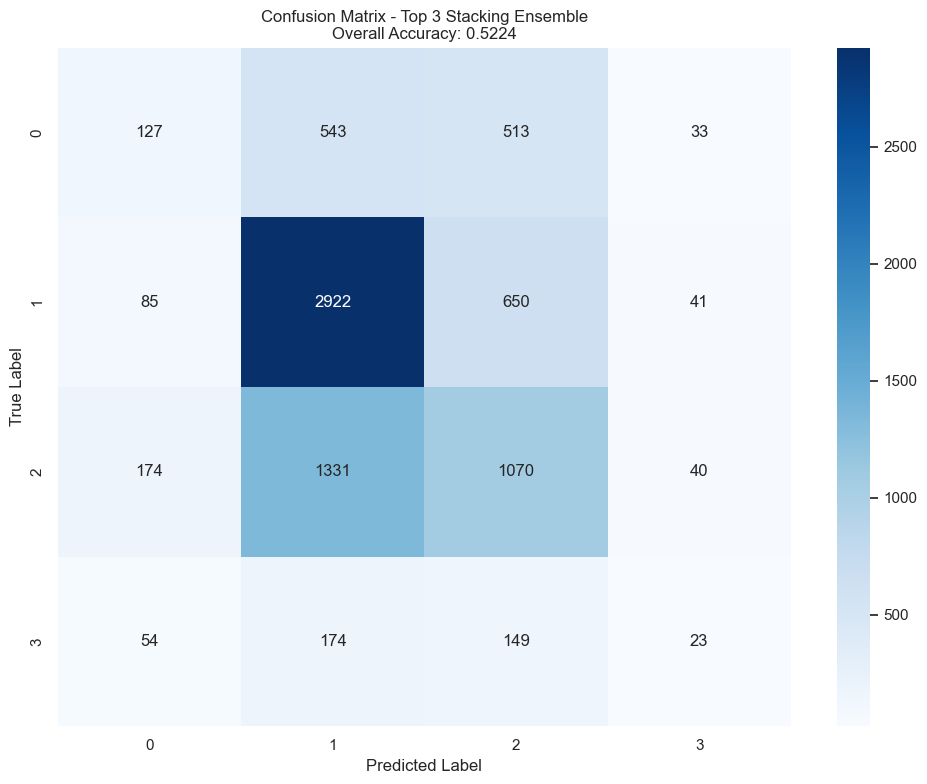 Confusion Matrix - Top 3 Stacking Ensemble
Overall Accuracy: 0.5224
0 127 543 513 33
1 85 2922 650 41
2 174 1331 1070 40
3 54 174 149 23
0 1 2 3
True Label
Predicted Label
2500
2000
1500
1000
500